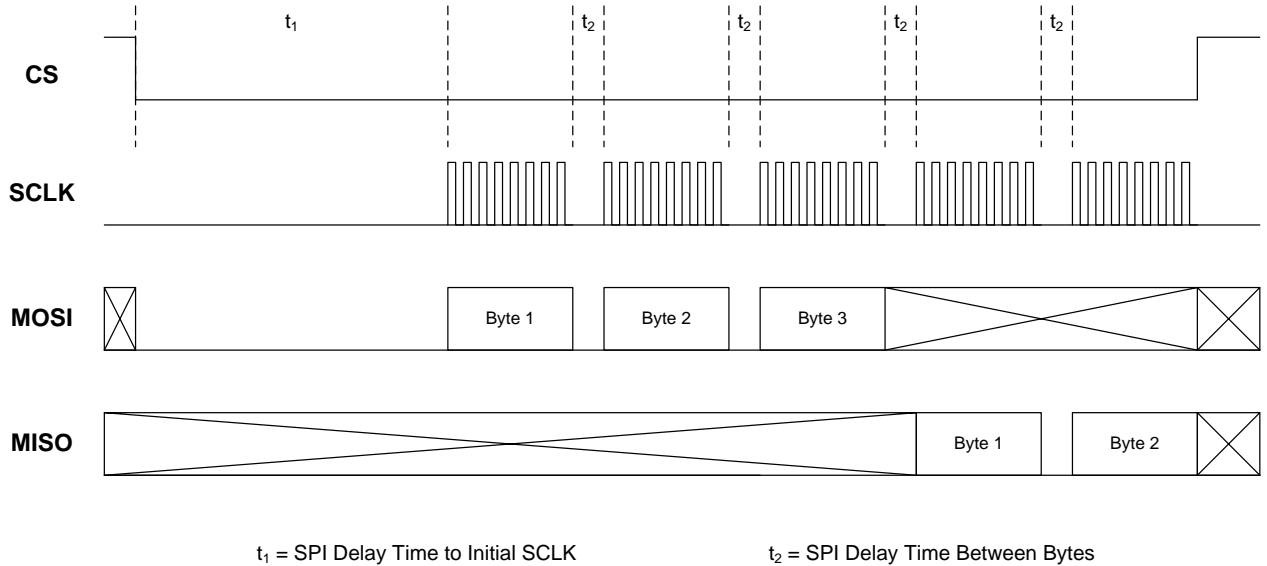 t₁ t₂ t₂ t₂ t₂
CS
SCLK
MOSI Byte 1 Byte 2 Byte 3
MISO Byte 1 Byte 2
t₁ = SPI Delay Time to Initial SCLK t₂ = SPI Delay Time Between Bytes